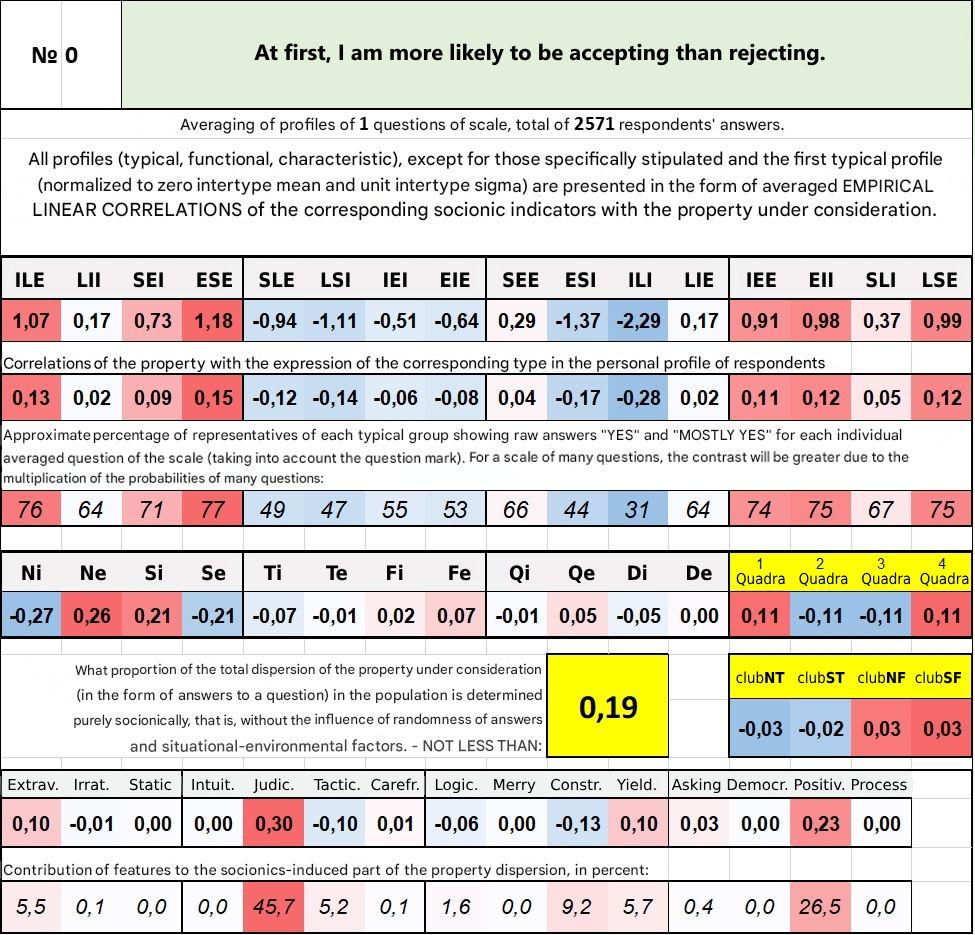 № 0
At first, I am more likely to be accepting than rejecting.
Averaging of profiles of 1 questions of scale, total of 2571 respondents' answers.
All profiles (typical, functional, characteristic), except for those specifically stipulated and the first typical profile
(normalized to zero intertype mean and unit intertype sigma) are presented in the form of averaged EMPIRICAL
LINEAR CORRELATIONS of the corresponding socionic indicators with the property under consideration.
ILE LII SEI ESE SLE LSI IEI EIE SEE ESI ILI LIE IEE EII SLI LSE
1,07 0,17 0,73 1,18 -0,94 -1,11 -0,51 -0,64 0,29 -1,37 -2,29 0,17 0,91 0,98 0,37 0,99
Correlations of the property with the expression of the corresponding type in the personal profile of respondents
0,13 0,02 0,09 0,15 -0,12 -0,14 -0,06 -0,08 0,04 -0,17 -0,28 0,02 0,11 0,12 0,05 0,12
Approximate percentage of representatives of each typical group showing raw answers "YES" and "MOSTLY YES" for each individual
averaged question of the scale (taking into account the question mark). For a scale of many questions, the contrast will be greater due to the
multiplication of the probabilities of many questions:
76 64 71 77 49 47 55 53 66 44 31 64 74 75 67 75
Ni Ne Si Se Ti Te Fi Fe Qi Qe Di De 1 Quadra 2 Quadra 3 Quadra 4 Quadra
-0,27 0,26 0,21 -0,21 -0,07 -0,01 0,02 0,07 -0,01 0,05 -0,05 0,00 0,11 -0,11 -0,11 0,11
What proportion of the total dispersion of the property under consideration
(in the form of answers to a question) in the population is determined
purely socionically, that is, without the influence of randomness of answers
and situational-environmental factors. - NOT LESS THAN:
0,19
clubNT clubST clubNF clubSF
-0,03 -0,02 0,03 0,03
Extrav. Irrat. Static Intuit. Judic. Tactic. Carefr. Logic. Merry Constr. Yield. Asking Democr. Positiv. Process
0,10 -0,01 0,00 0,00 0,30 -0,10 0,01 -0,06 0,00 -0,13 0,10 0,03 0,00 0,23 0,00
Contribution of features to the socionics-induced part of the property dispersion, in percent:
5,5 0,1 0,0 0,0 45,7 5,2 0,1 1,6 0,0 9,2 5,7 0,4 0,0 26,5 0,0